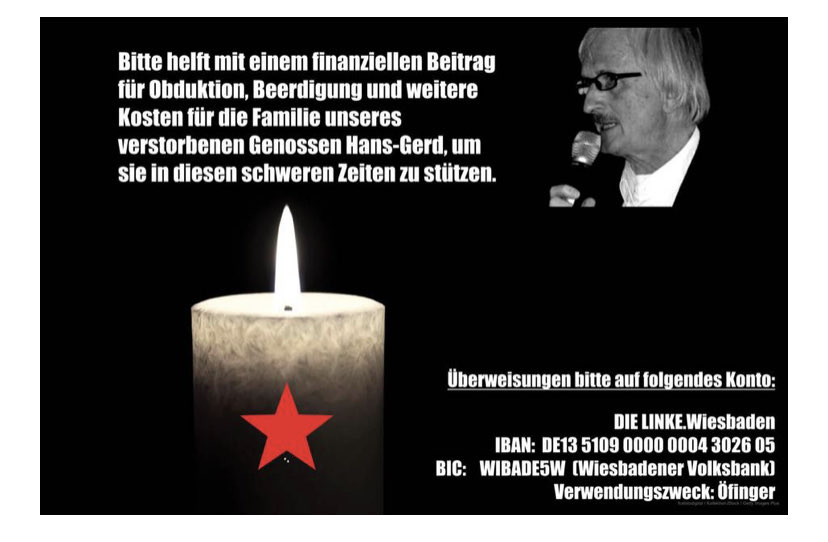 Bitte helft mit einem finanziellen Beitrag
für Obduktion, Beerdigung und weitere
Kosten für die Familie unseres
verstorbenen Genossen Hans-Gerd, um
sie in diesen schweren Zeiten zu stützen.
Überweisungen bitte auf folgendes Konto:
DIE LINKE.Wiesbaden
IBAN: DE13 5109 0000 0004 3026 05
BIC: WIBADE5W (Wiesbadener Volksbank)
Verwendungszweck: Öfinger